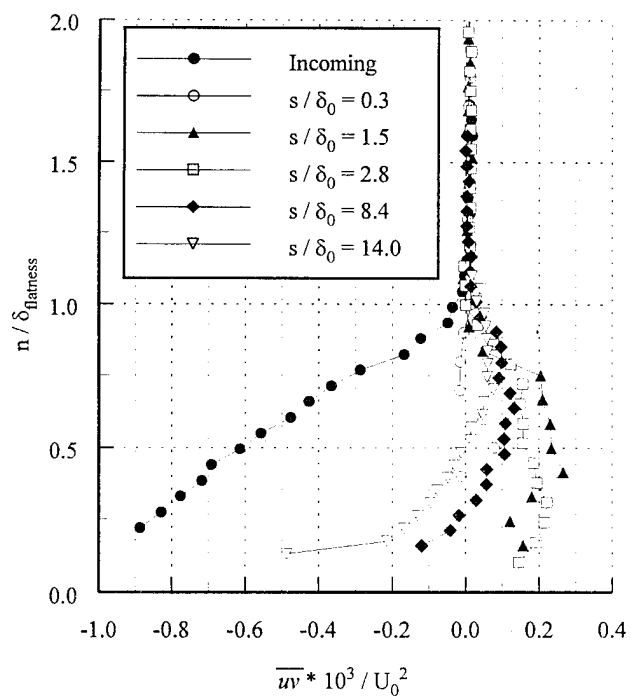 2.0
1.5
1.0
0.5
0.0
n / δflatness
Incoming
s / δ0 = 0.3
s / δ0 = 1.5
s / δ0 = 2.8
s / δ0 = 8.4
s / δ0 = 14.0
-1.0 -0.8 -0.6 -0.4 -0.2 0.0 0.2 0.4
uv * 10³ / U0²